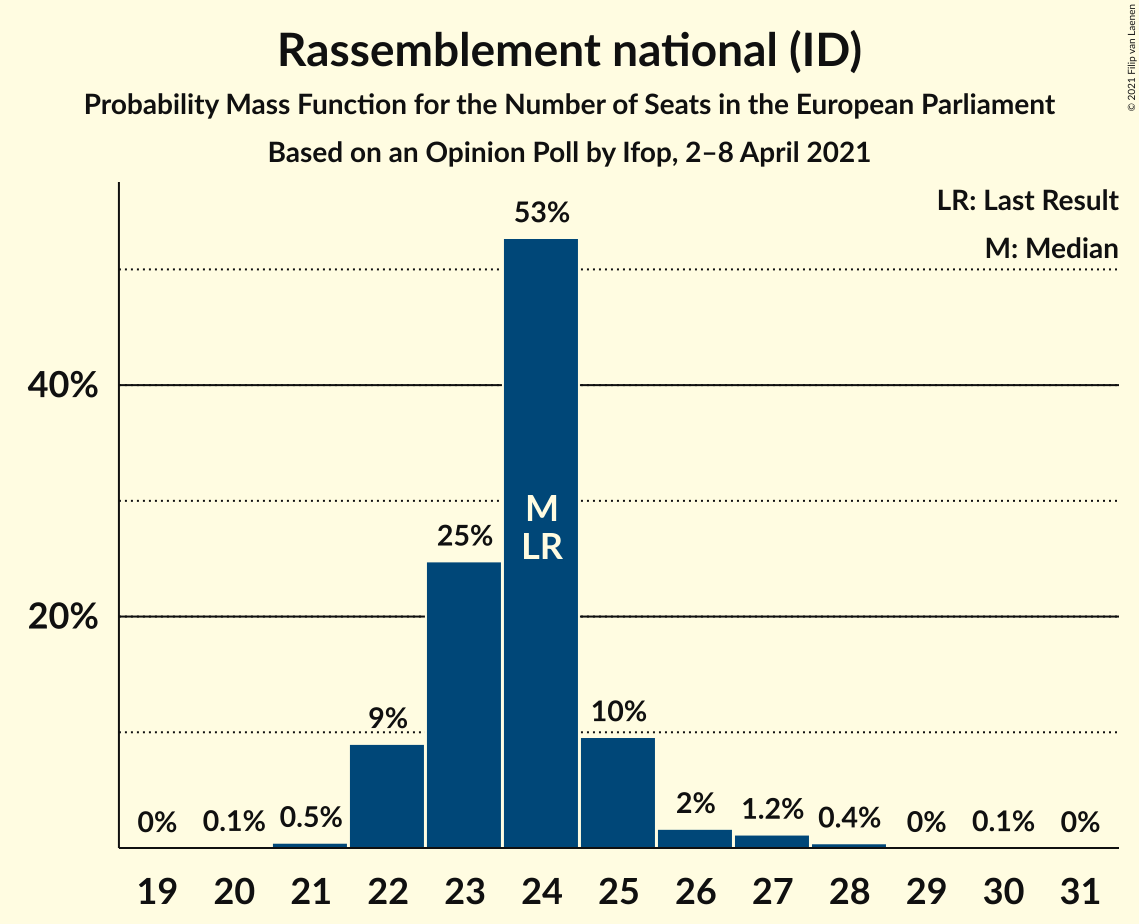 Rassemblement national (ID)
Probability Mass Function for the Number of Seats in the European Parliament
Based on an Opinion Poll by Ifop, 2–8 April 2021
© 2021 Filip van Laenen
LR: Last Result
M: Median
40%
20%
0%
0.1%
0.5%
9%
25%
53%
M
LR
10%
2%
1.2%
0.4%
0%
0.1%
0%
19 20 21 22 23 24 25 26 27 28 29 30 31